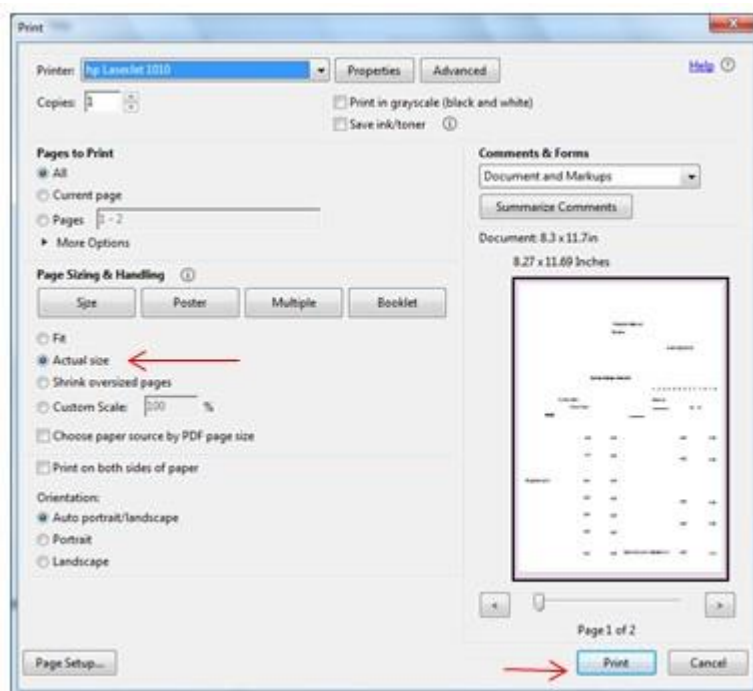 Print
Printer: hp LaserJet 1010 Properties Advanced Help
Copies: 1 Print in grayscale (black and white)
Save ink/toner
Pages to Print
All
Current page
Pages 1 - 2
More Options
Page Sizing & Handling
Size Poster Multiple Booklet
Fit
Actual size
Shrink oversized pages
Custom Scale: 100 %
Choose paper source by PDF page size
Print on both sides of paper
Orientation:
Auto portrait/landscape
Portrait
Landscape
Comments & Forms
Document and Markups
Summarize Comments
Document: 8.3 x 11.7in
8.27 x 11.69 Inches
< >
Page 1 of 2
Page Setup... Print Cancel